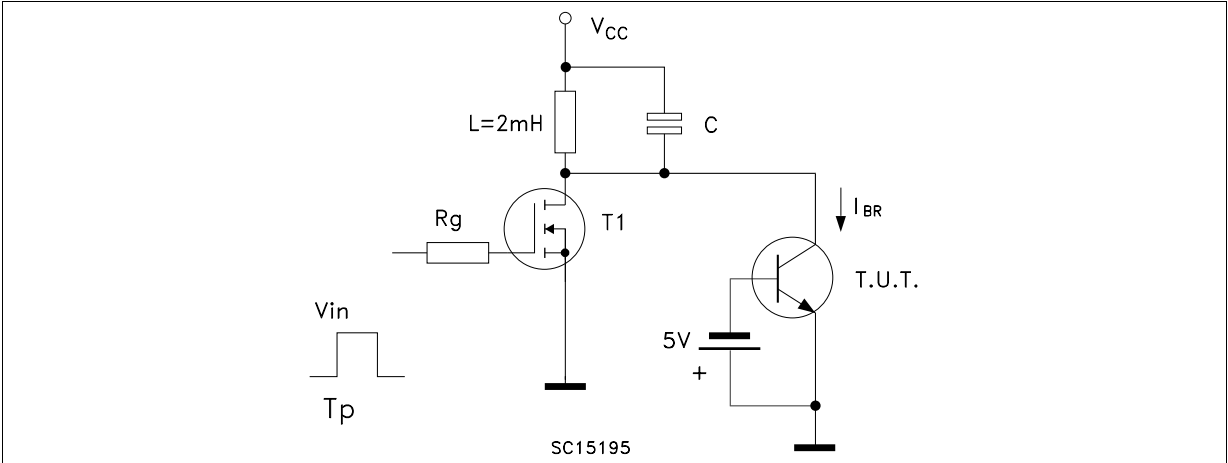 VCC
L=2mH
C
Rg
T1
IBR
T.U.T.
Vin
5V
+
Tp
SC15195